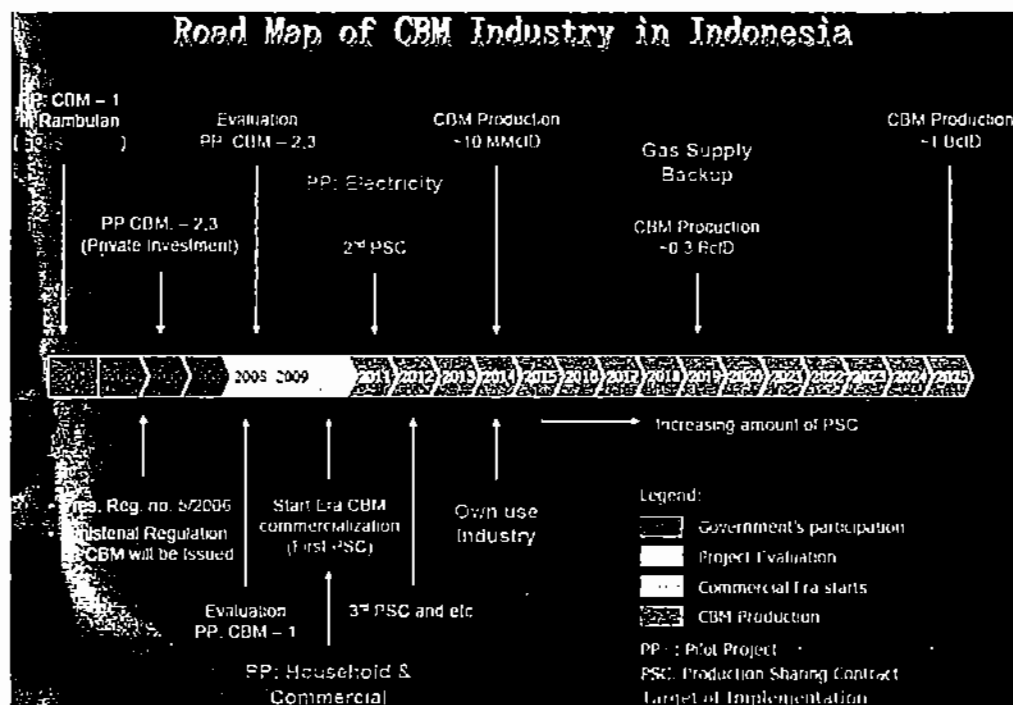 Road Map of CBM Industry in Indonesia
PP: CBM – 1
Rambutan
Evaluation
PP. CBM – 2,3
CBM Production
~10 MMcfD
CBM Production
~1 BcfD
PP: Electricity
Gas Supply
Backup
PP CBM. – 2,3
(Private Investment)
2nd PSC
CBM Production
~0.3 BcfD
2008 2009
2011 2012 2013 2014 2015 2016 2017 2018 2019 2020 2021 2022 2023 2024 2025
Increasing amount of PSC
Pres. Reg. no. 5/2006
Ministerial Regulation
CBM will be Issued
Start Era CBM
commercialization
(First PSC)
Own use
Industry
Evaluation
PP. CBM – 1
3rd PSC and etc
PP: Household &
Commercial
Legend:
Government's participation
Project Evaluation
Commercial Era starts
CBM Production
PP : Pilot Project
PSC: Production Sharing Contract
Target of Implementation